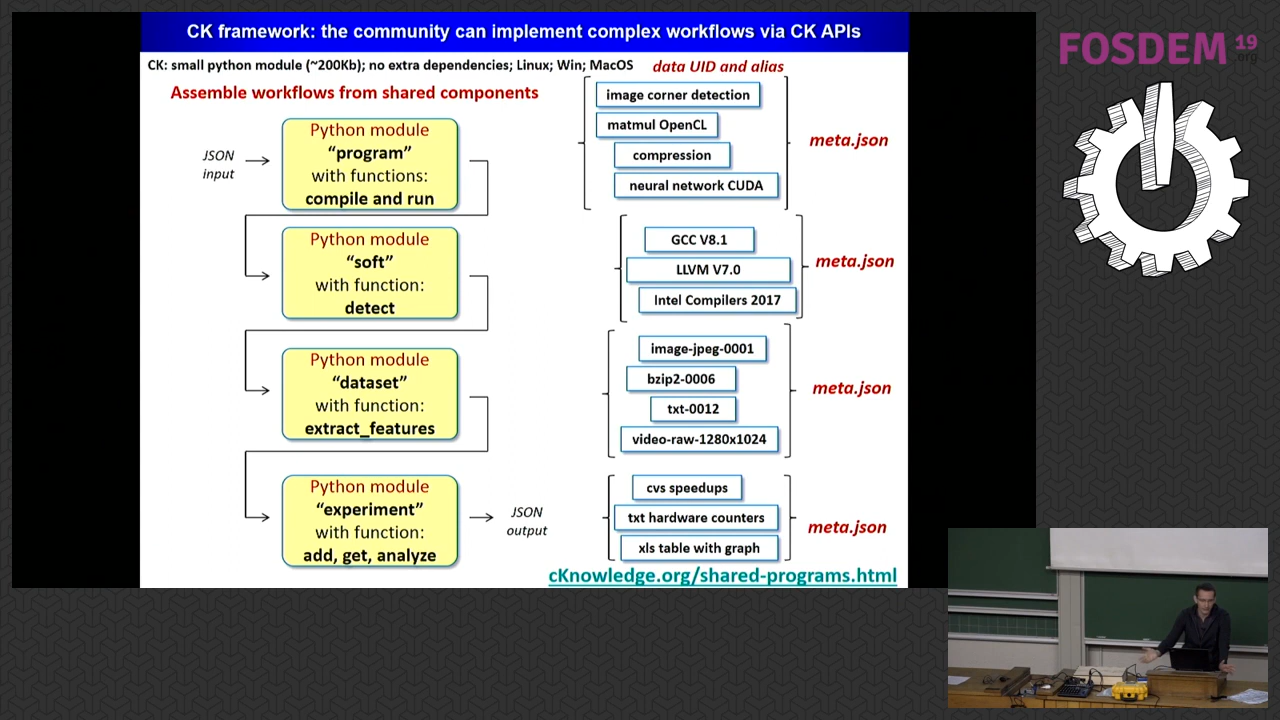 CK framework: the community can implement complex workflows via CK APIs
CK: small python module (~200Kb); no extra dependencies; Linux; Win; MacOS
data UID and alias
Assemble workflows from shared components
JSON
input
Python module
“program”
with functions:
compile and run
image corner detection
matmul OpenCL
compression
neural network CUDA
meta.json
Python module
“soft”
with function:
detect
GCC V8.1
LLVM V7.0
Intel Compilers 2017
meta.json
Python module
“dataset”
with function:
extract_features
image-jpeg-0001
bzip2-0006
txt-0012
video-raw-1280x1024
meta.json
Python module
“experiment”
with function:
add, get, analyze
JSON
output
cvs speedups
txt hardware counters
xls table with graph
meta.json
cKnowledge.org/shared-programs.html
FOSDEM 19
.org